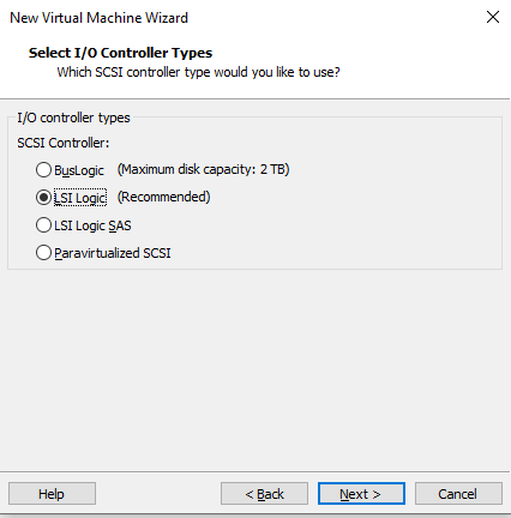 New Virtual Machine Wizard
Select I/O Controller Types
Which SCSI controller type would you like to use?
I/O controller types
SCSI Controller:
BusLogic (Maximum disk capacity: 2 TB)
LSI Logic (Recommended)
LSI Logic SAS
Paravirtualized SCSI
Help < Back Next > Cancel